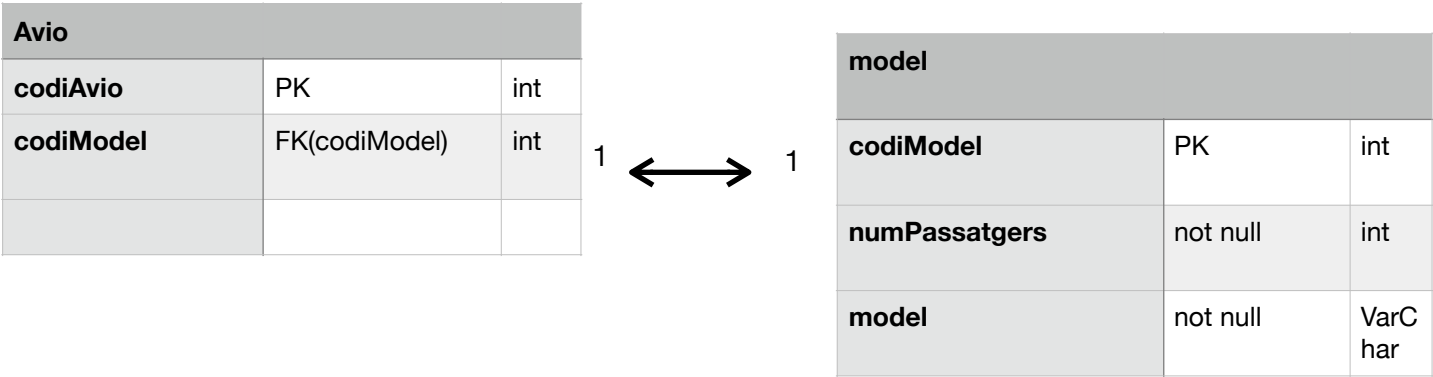 Avio
codiAvio PK int
codiModel FK(codiModel) int
1 1
model
codiModel PK int
numPassatgers not null int
model not null VarC
har